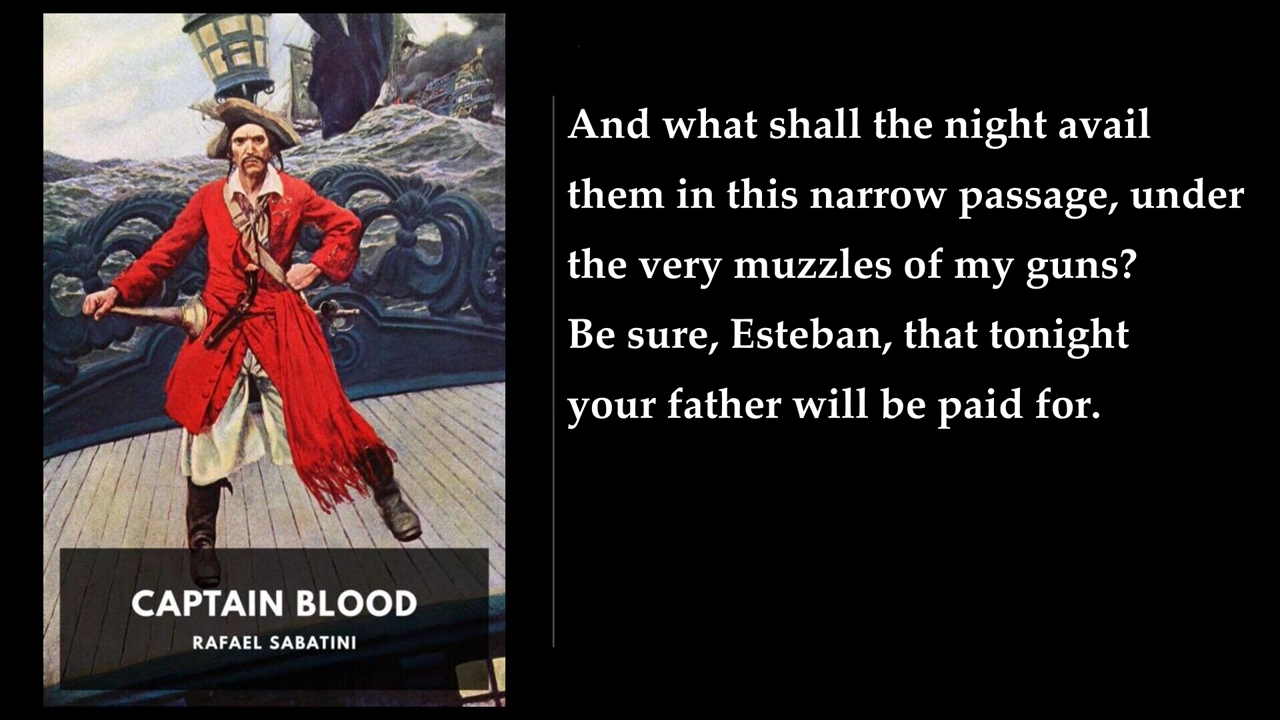 And what shall the night avail
them in this narrow passage, under
the very muzzles of my guns?
Be sure, Esteban, that tonight
your father will be paid for.
CAPTAIN BLOOD
RAFAEL SABATINI